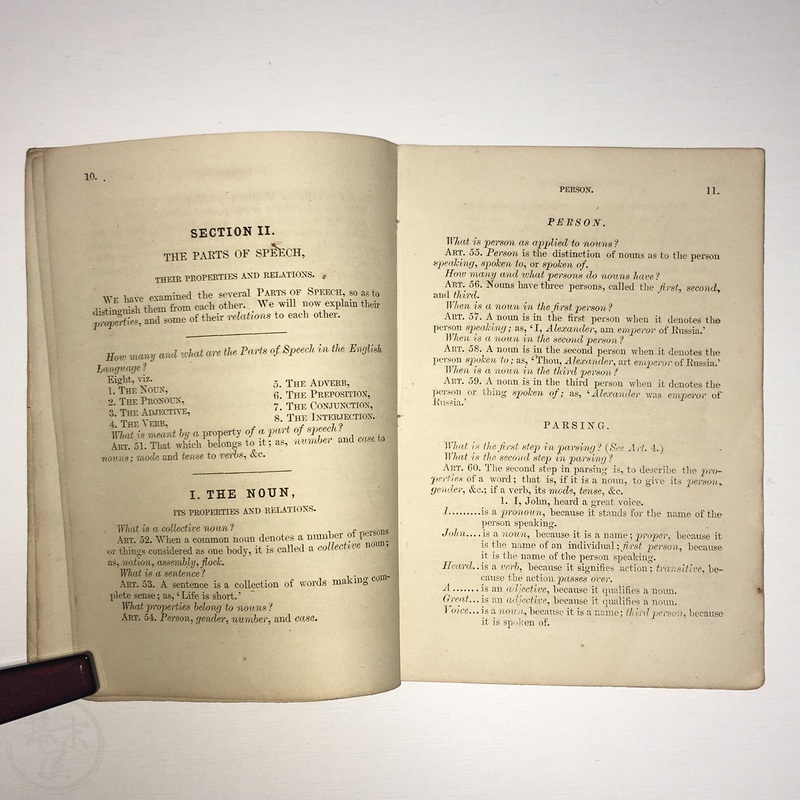 10.
SECTION II.
THE PARTS OF SPEECH,
THEIR PROPERTIES AND RELATIONS.
WE have examined the several PARTS OF SPEECH, so as to
distinguish them from each other. We will now explain their
properties, and some of their relations to each other.
How many and what are the Parts of Speech in the English
Language?
Eight, viz.
1. THE NOUN,
2. THE PRONOUN,
3. THE ADJECTIVE,
4. THE VERB,
5. THE ADVERB,
6. THE PREPOSITION,
7. THE CONJUNCTION,
8. THE INTERJECTION.
What is meant by a property of a part of speech?
ART. 51. That which belongs to it; as, number and case to
nouns; mode and tense to verbs, &c.
I. THE NOUN,
ITS PROPERTIES AND RELATIONS.
What is a collective noun?
ART. 52. When a common noun denotes a number of persons
or things considered as one body, it is called a collective noun;
as, nation, assembly, flock.
What is a sentence?
ART. 53. A sentence is a collection of words making com-
plete sense; as, 'Life is short.'
What properties belong to nouns?
ART. 54. Person, gender, number, and case.
PERSON.
11.
PERSON.
What is person as applied to nouns?
ART. 55. Person is the distinction of nouns as to the person
speaking, spoken to, or spoken of.
How many and what persons do nouns have?
ART. 56. Nouns have three persons, called the first, second,
and third.
When is a noun in the first person?
ART. 57. A noun is in the first person when it denotes the
person speaking; as, 'I, Alexander, am emperor of Russia.'
When is a noun in the second person?
ART. 58. A noun is in the second person when it denotes the
person spoken to; as, 'Thou, Alexander, art emperor of Russia.'
When is a noun in the third person?
ART. 59. A noun is in the third person when it denotes the
person or thing spoken of; as, 'Alexander was emperor of
Russia.'
PARSING.
What is the first step in parsing? (See Art. 4.)
What is the second step in parsing?
ART. 60. The second step in parsing is, to describe the pro-
perties of a word; that is, if it is a noun, to give its person,
gender, &c.; if a verb, its mode, tense, &c.
1. I, John, heard a great voice.
I.........is a pronoun, because it stands for the name of the
person speaking.
John....is a noun, because it is a name; proper, because it
is the name of an individual; first person, because
it is the name of the person speaking.
Heard..is a verb, because it signifies action; transitive, be-
cause the action passes over.
A.......is an adjective, because it qualifies a noun.
Great...is an adjective, because it qualifies a noun.
Voice...is a noun, because it is a name; third person, because
it is spoken of.